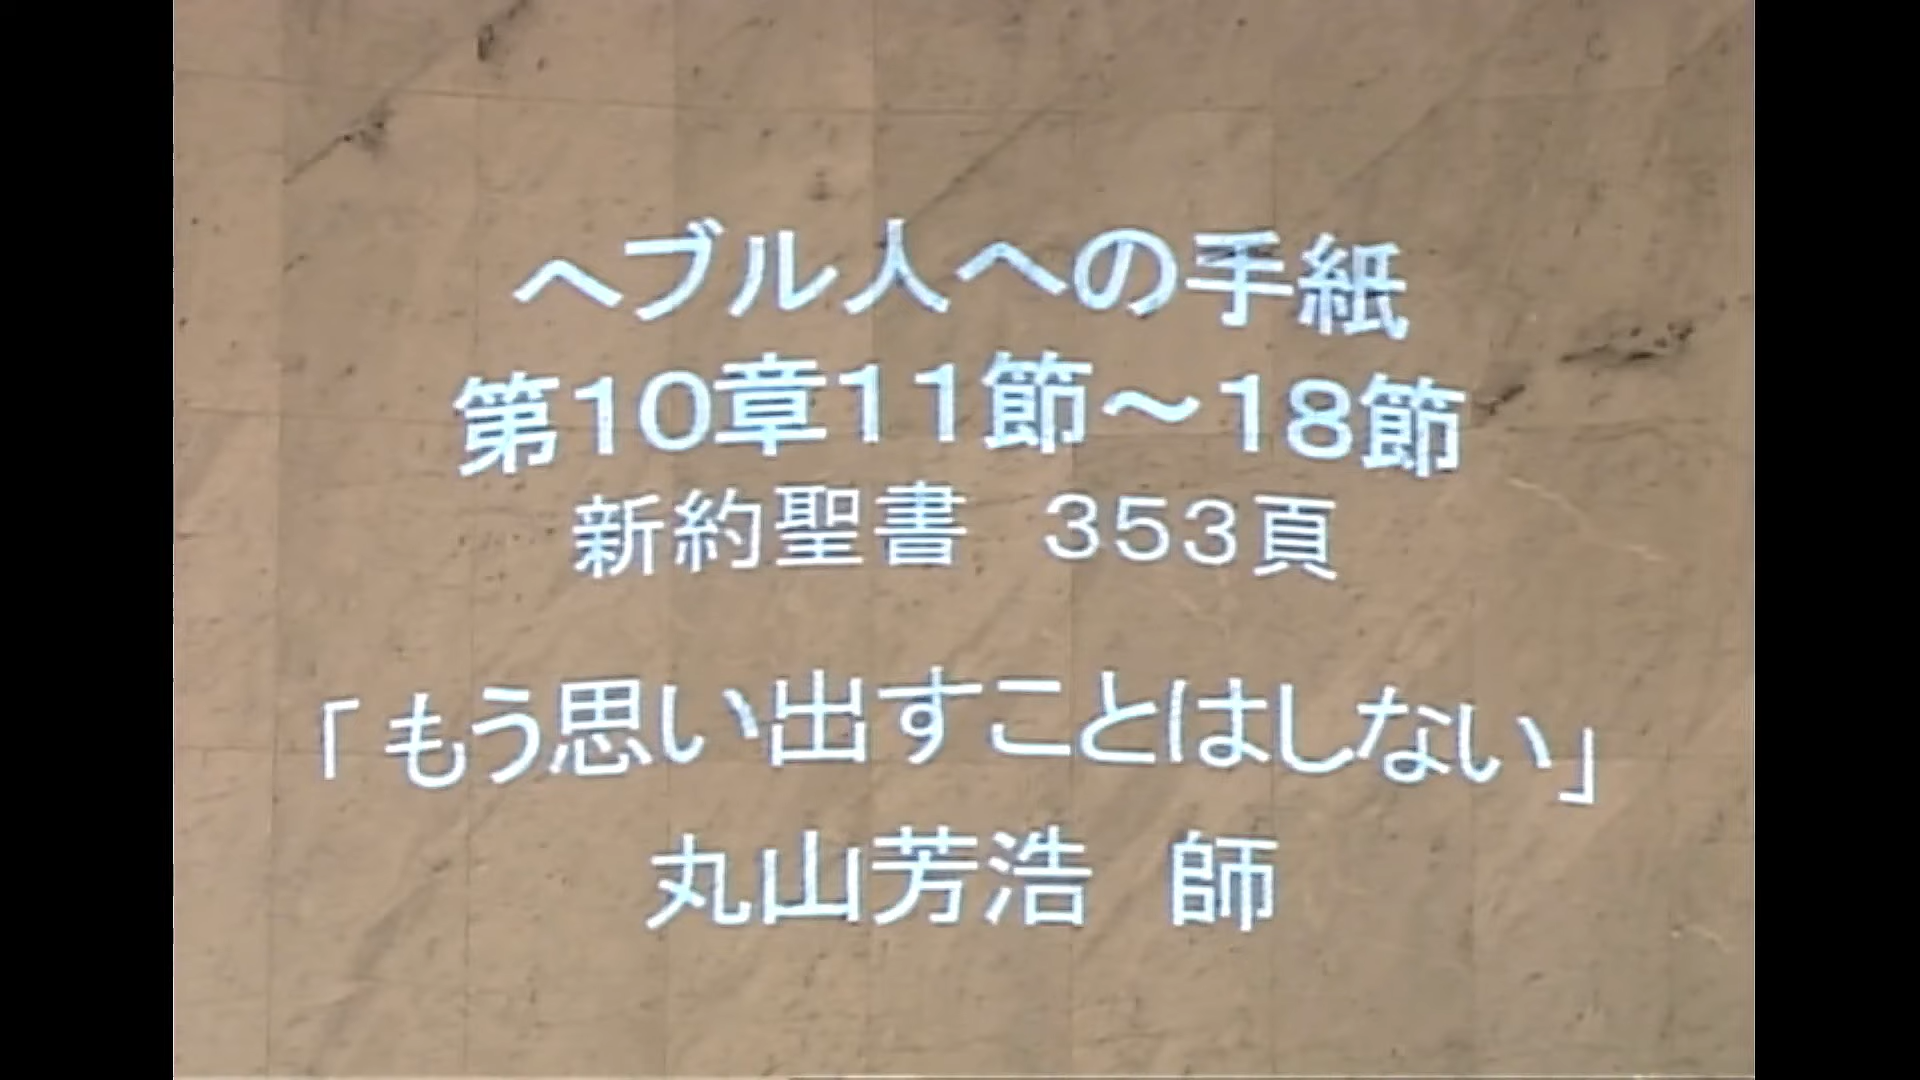 ヘブル人への手紙
第10章11節～18節
新約聖書　353頁
「もう思い出すことはしない」
丸山芳浩　師